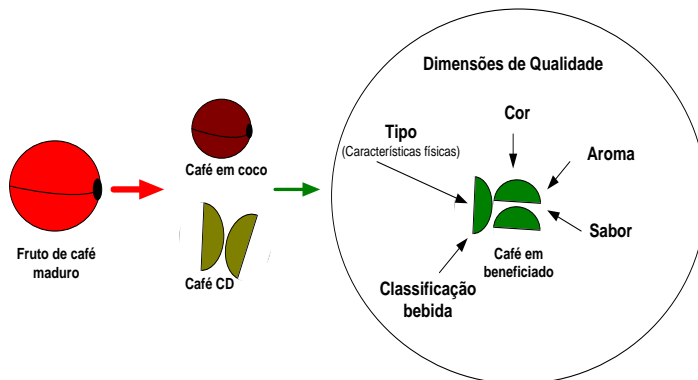 Dimensões de Qualidade
Cor
Tipo
(Características físicas)
Aroma
Café em coco
Sabor
Fruto de café
maduro
Café em
beneficiado
Café CD
Classificação
bebida